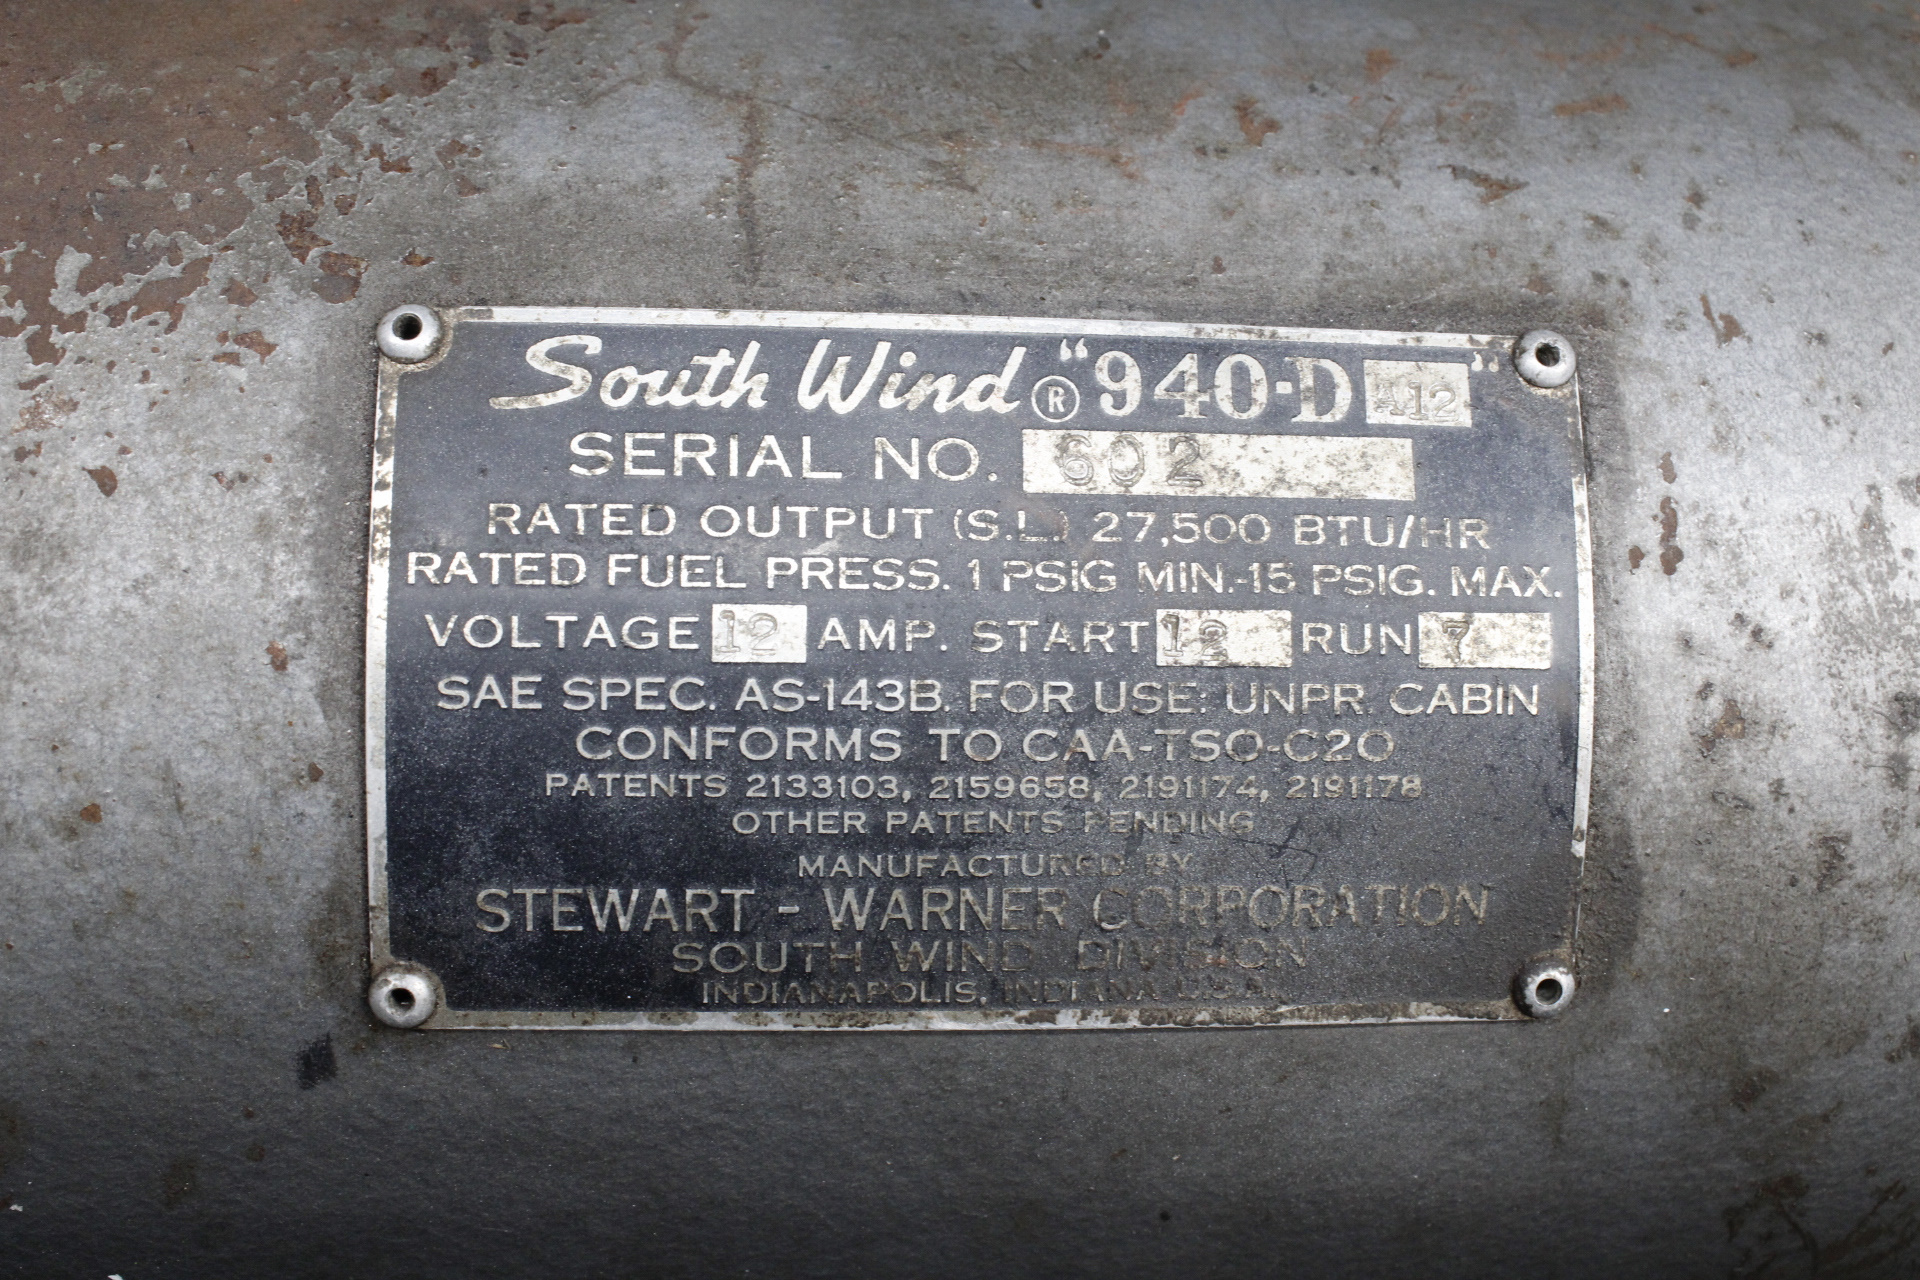 South Wind ® "940-D 412"
SERIAL NO. 602
RATED OUTPUT (S.L.) 27,500 BTU/HR
RATED FUEL PRESS. 1 PSIG MIN.-15 PSIG. MAX.
VOLTAGE 12 AMP. START 12 RUN 7
SAE SPEC. AS-143B. FOR USE: UNPR. CABIN
CONFORMS TO CAA-TSO-C20
PATENTS 2133103, 2159658, 2191174, 2191178
OTHER PATENTS PENDING
MANUFACTURED BY
STEWART - WARNER CORPORATION
SOUTH WIND DIVISION
INDIANAPOLIS, INDIANA U.S.A.